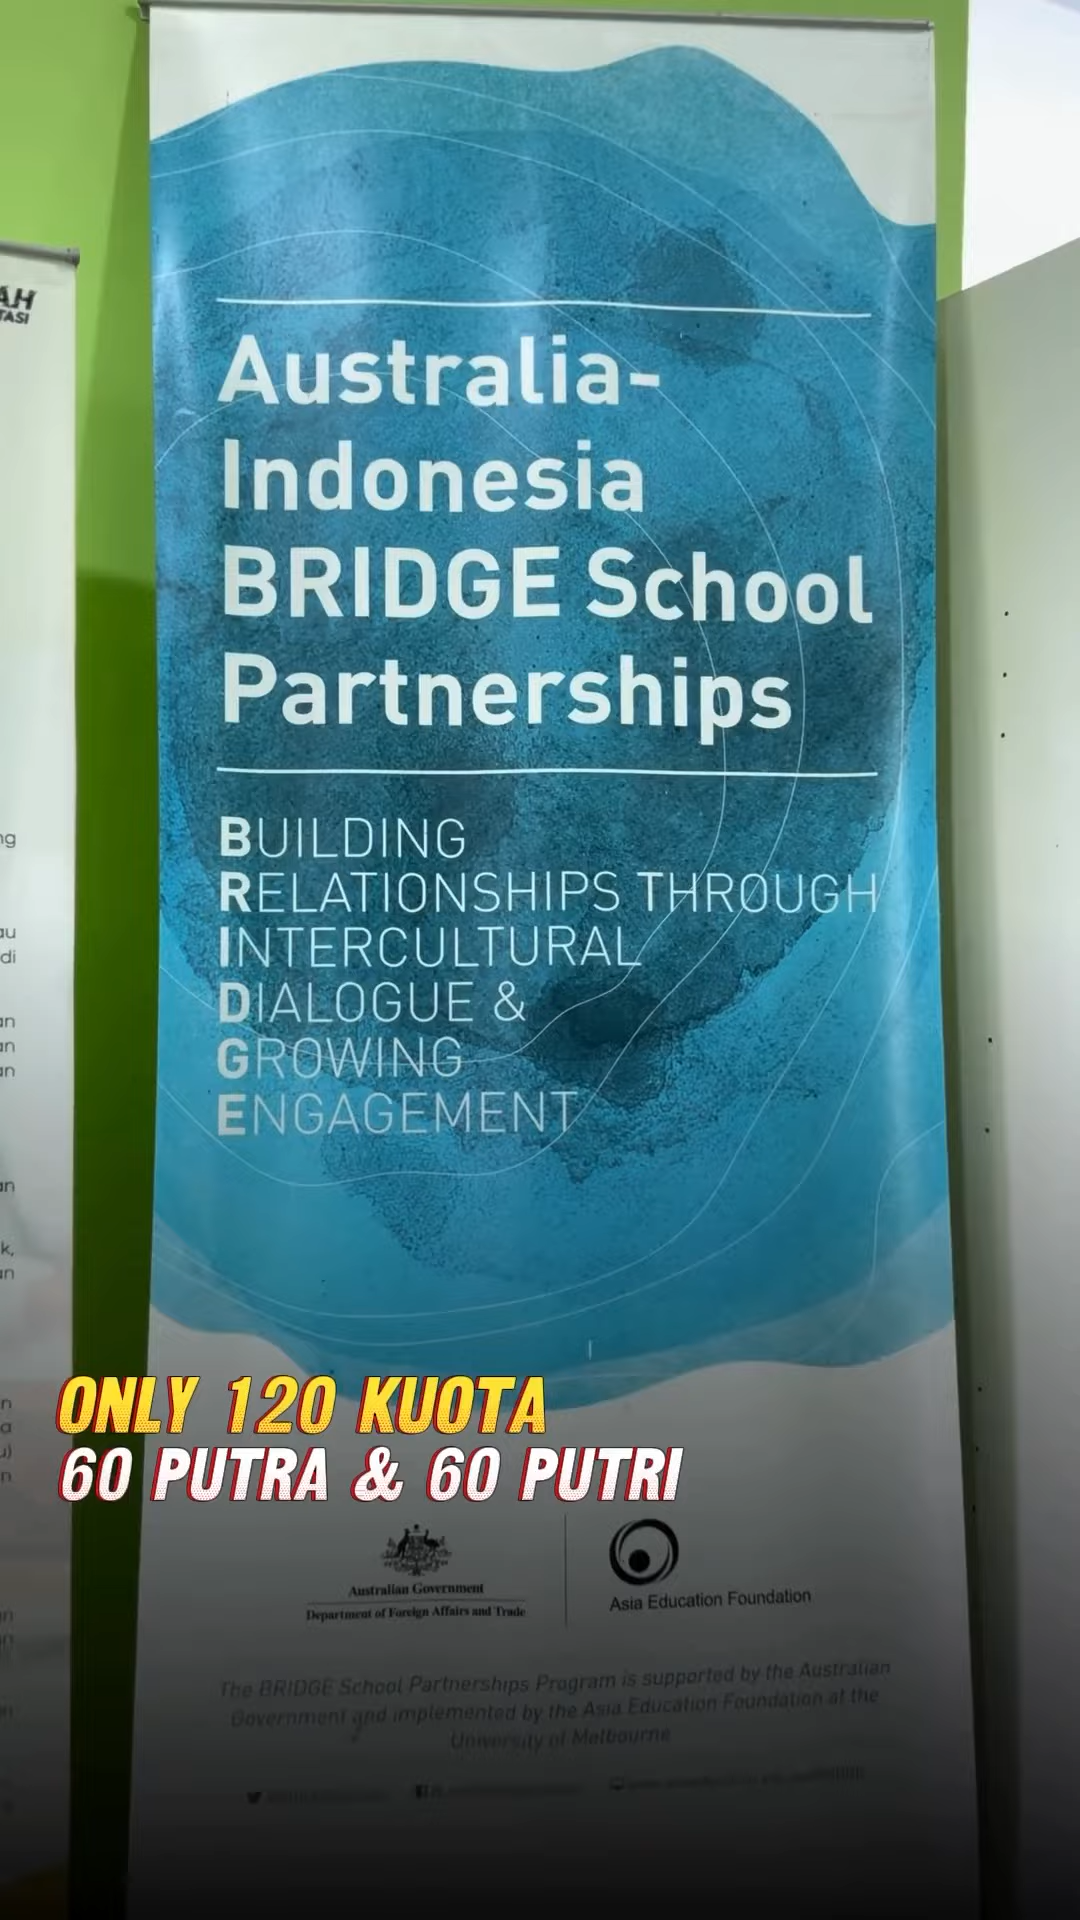 Australia-
Indonesia
BRIDGE School
Partnerships
BUILDING
RELATIONSHIPS THROUGH
INTERCULTURAL
DIALOGUE &
GROWING
ENGAGEMENT
ONLY 120 KUOTA
60 PUTRA & 60 PUTRI
Australian Government
Department of Foreign Affairs and Trade
Asia Education Foundation
The BRIDGE School Partnerships Program is supported by the Australian
Government and implemented by the Asia Education Foundation at the
University of Melbourne